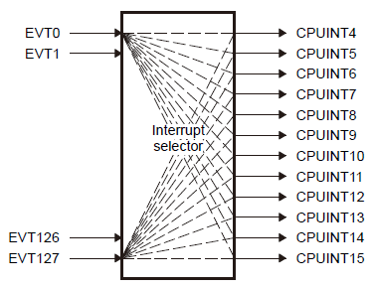 EVT0
EVT1
EVT126
EVT127
Interrupt
selector
CPUINT4
CPUINT5
CPUINT6
CPUINT7
CPUINT8
CPUINT9
CPUINT10
CPUINT11
CPUINT12
CPUINT13
CPUINT14
CPUINT15